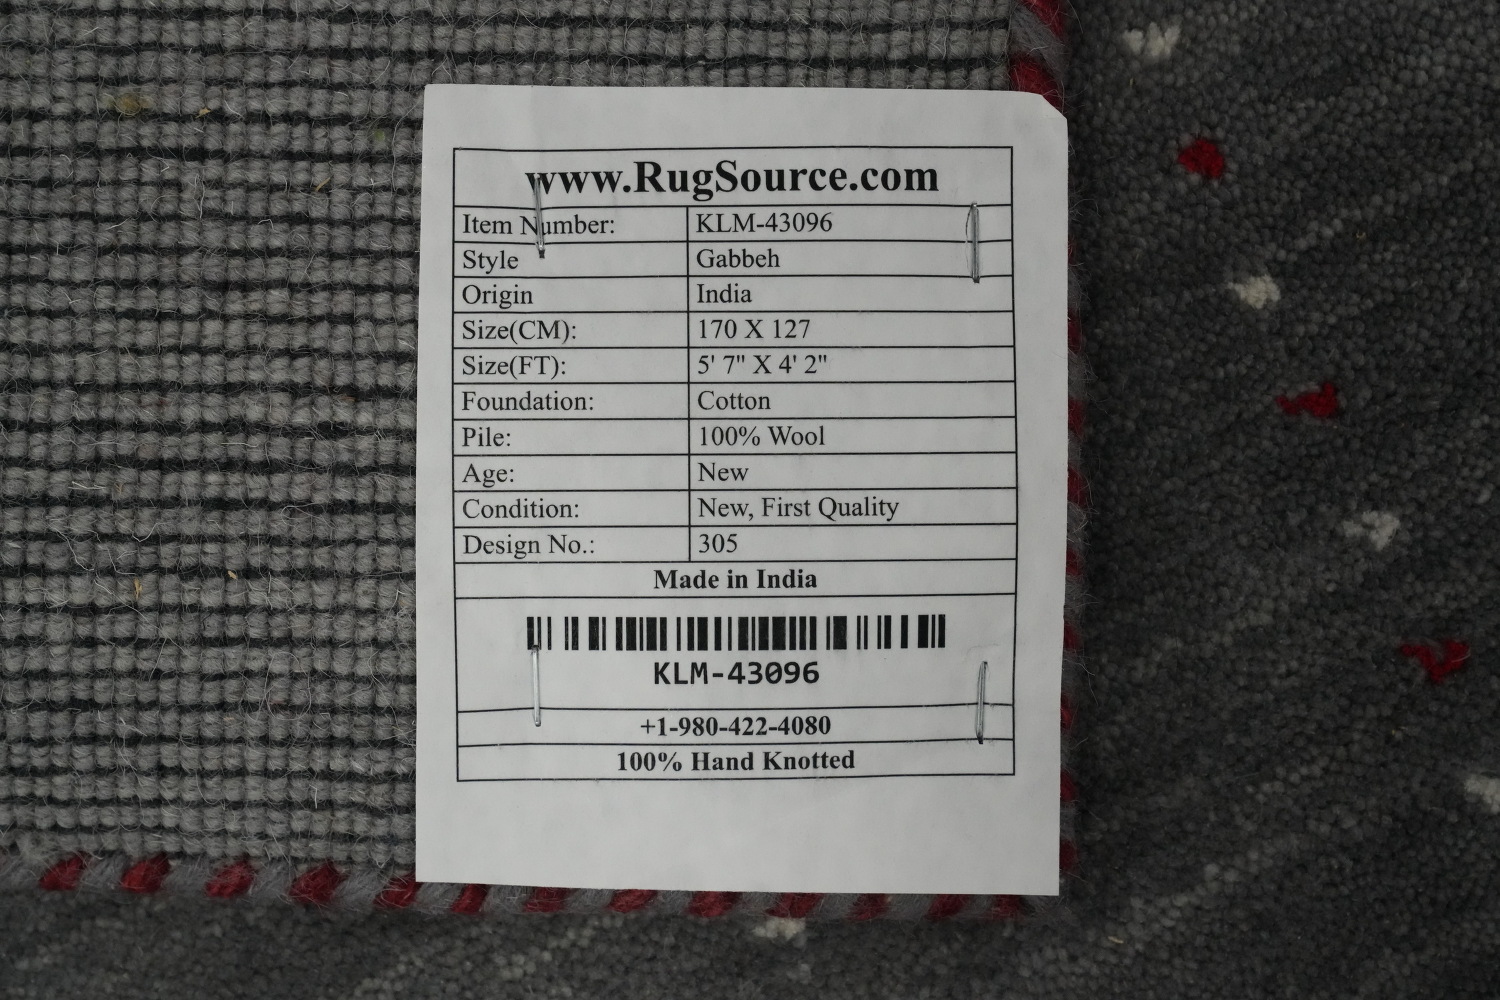 www.RugSource.com
Item Number: KLM-43096
Style Gabbeh
Origin India
Size(CM): 170 X 127
Size(FT): 5' 7" X 4' 2"
Foundation: Cotton
Pile: 100% Wool
Age: New
Condition: New, First Quality
Design No.: 305
Made in India
KLM-43096
+1-980-422-4080
100% Hand Knotted